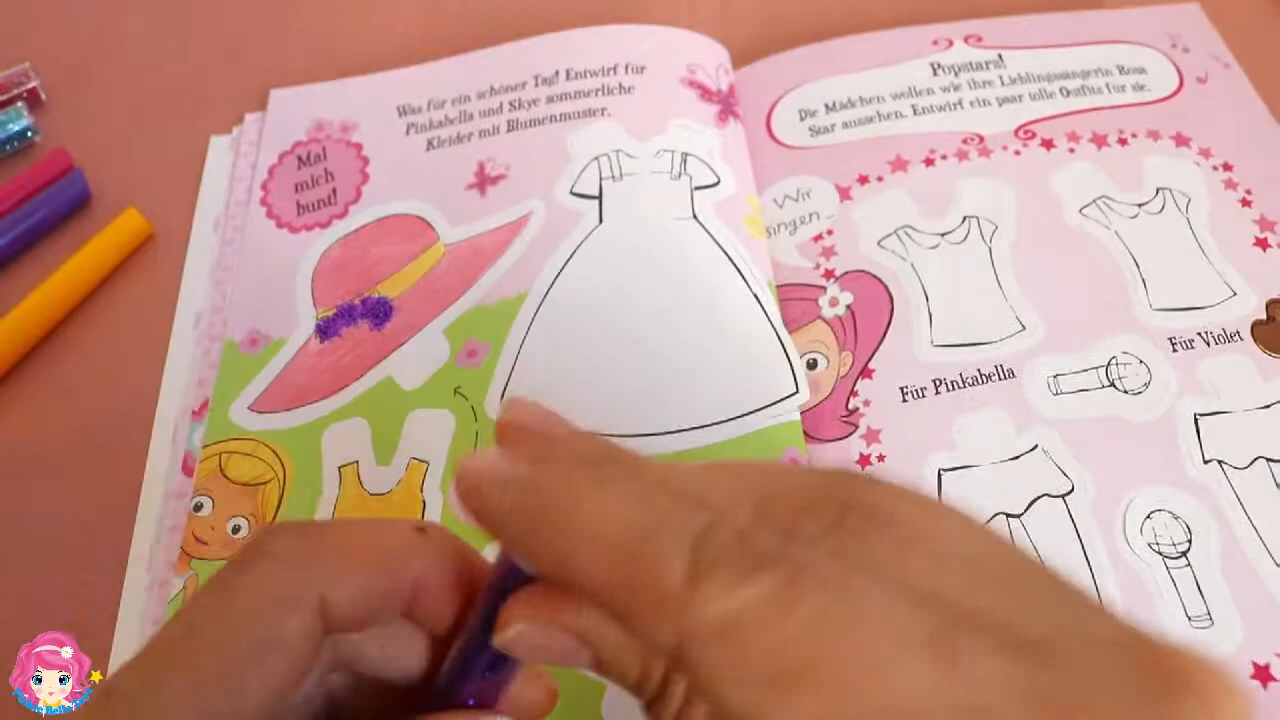 Was für ein schöner Tag! Entwirf für
Pinkabella und Skye sommerliche
Kleider mit Blumenmuster.
Mal
mich
bunt!
Popstars!
Die Mädchen wollen wie ihre Lieblingssängerin Rosa
Star aussehen. Entwirf ein paar tolle Outfits für sie.
Wir
singen
Für Pinkabella
Für Violet